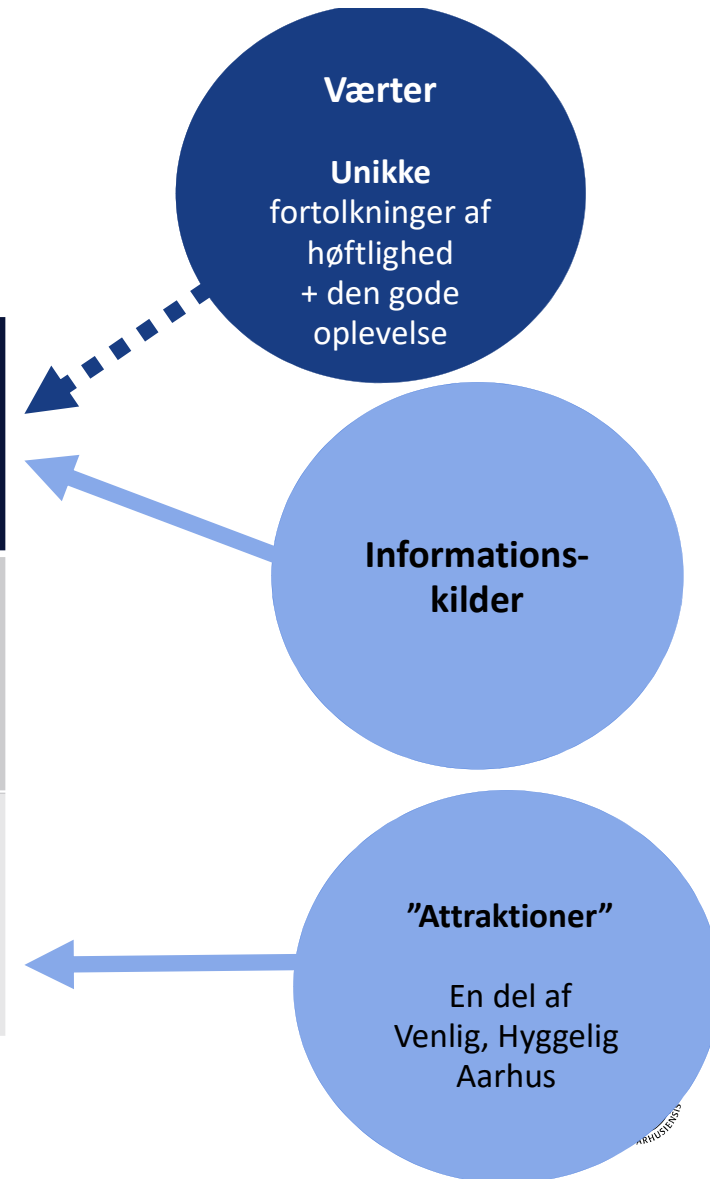 Værter
Unikke
fortolkninger af
høftlighed
+ den gode
oplevelse
Informations-
kilder
”Attraktioner”
En del af
Venlig, Hyggelig
Aarhus